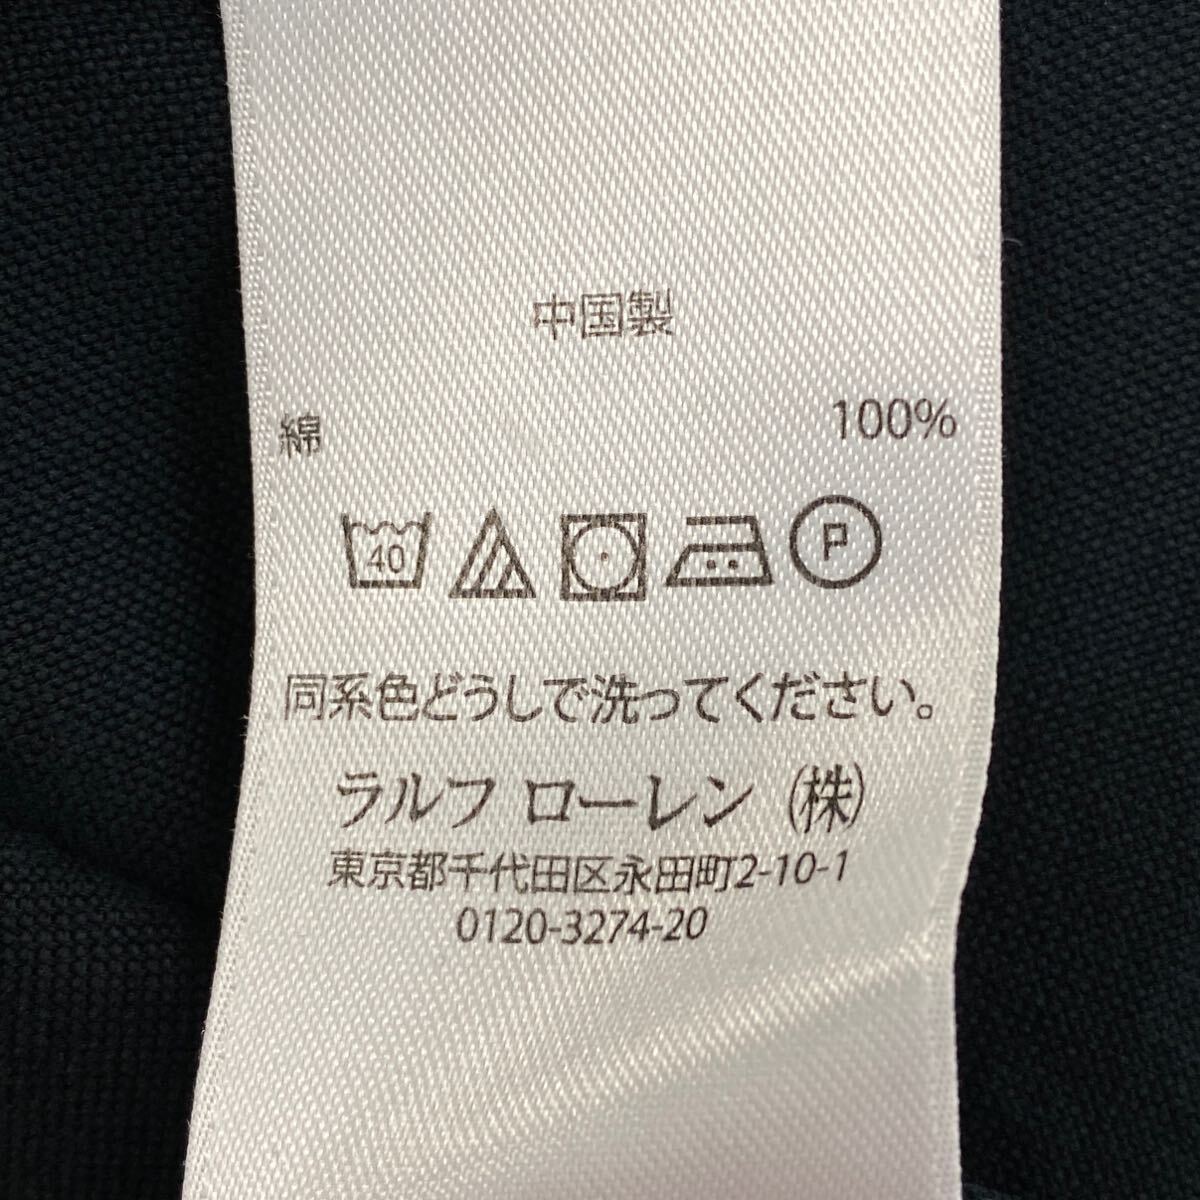 中国製
綿 100%
40 P
同系色どうしで洗ってください。
ラルフ ローレン (株)
東京都千代田区永田町2-10-1
0120-3274-20